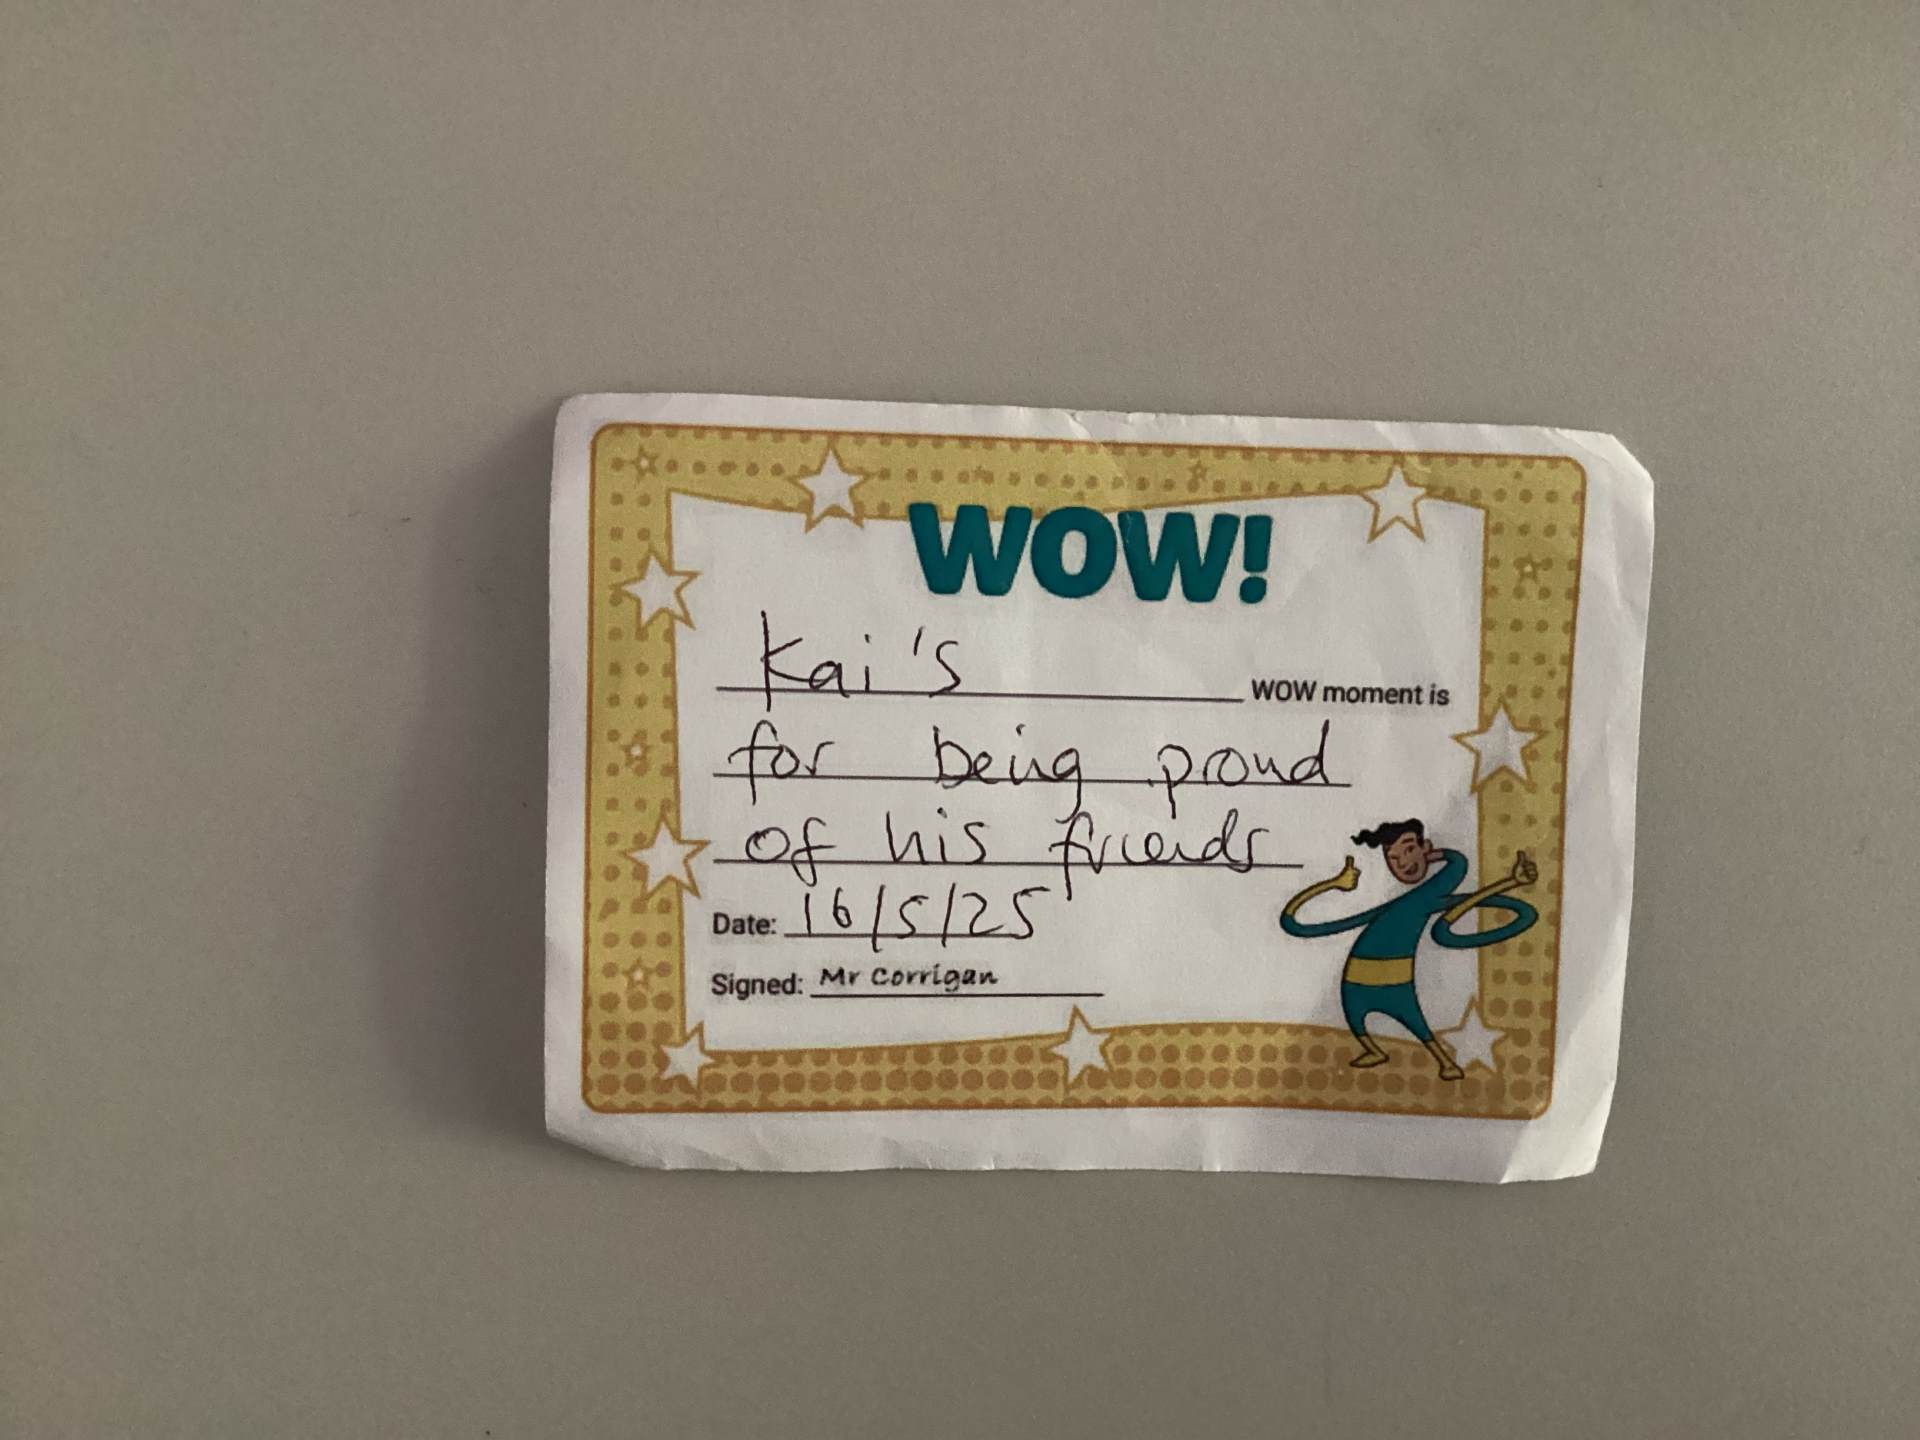 WOW!
Kai's WOW moment is
for being proud
of his friends
Date: 16/5/25
Signed: Mr Corrigan